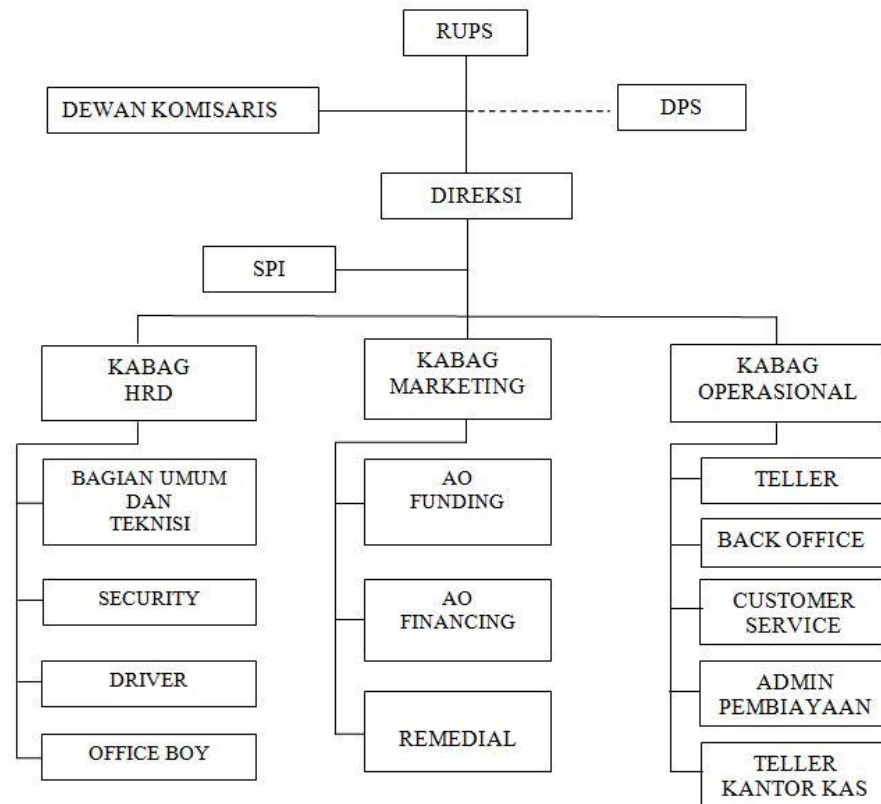 RUPS
DEWAN KOMISARIS
DPS
DIREKSI
SPI
KABAG
HRD
KABAG
MARKETING
KABAG
OPERASIONAL
BAGIAN UMUM
DAN
TEKNISI
SECURITY
DRIVER
OFFICE BOY
AO
FUNDING
AO
FINANCING
REMEDIAL
TELLER
BACK OFFICE
CUSTOMER
SERVICE
ADMIN
PEMBIAYAAN
TELLER
KANTOR KAS